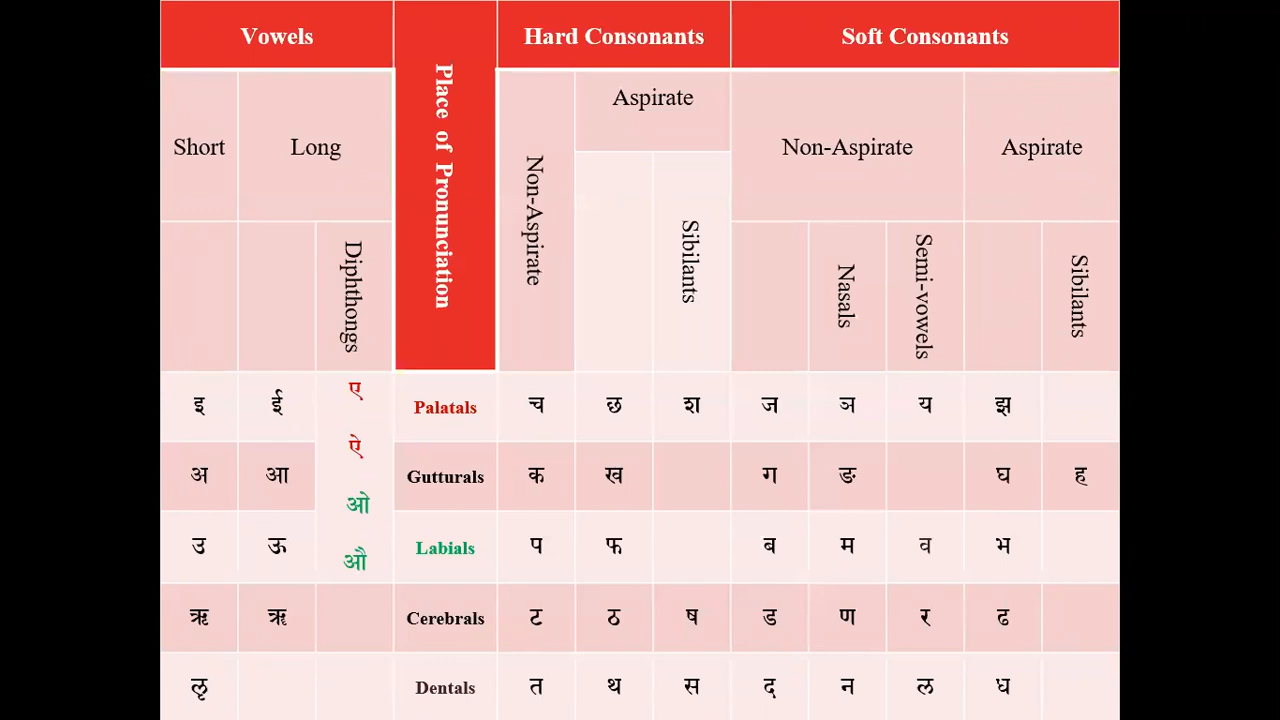 Vowels Place of Pronunciation Hard Consonants Soft Consonants
Short Long Non-Aspirate Aspirate Non-Aspirate Aspirate
Diphthongs Sibilants Nasals Semi-vowels Sibilants
इ ई ए Palatals च छ श ज ञ य झ
ऐ
अ आ Gutturals क ख ग ङ घ ह
ओ
उ ऊ औ Labials प फ ब म व भ
ऋ ॠ Cerebrals ट ठ ष ड ण र ढ
ऌ Dentals त थ स द न ल ध